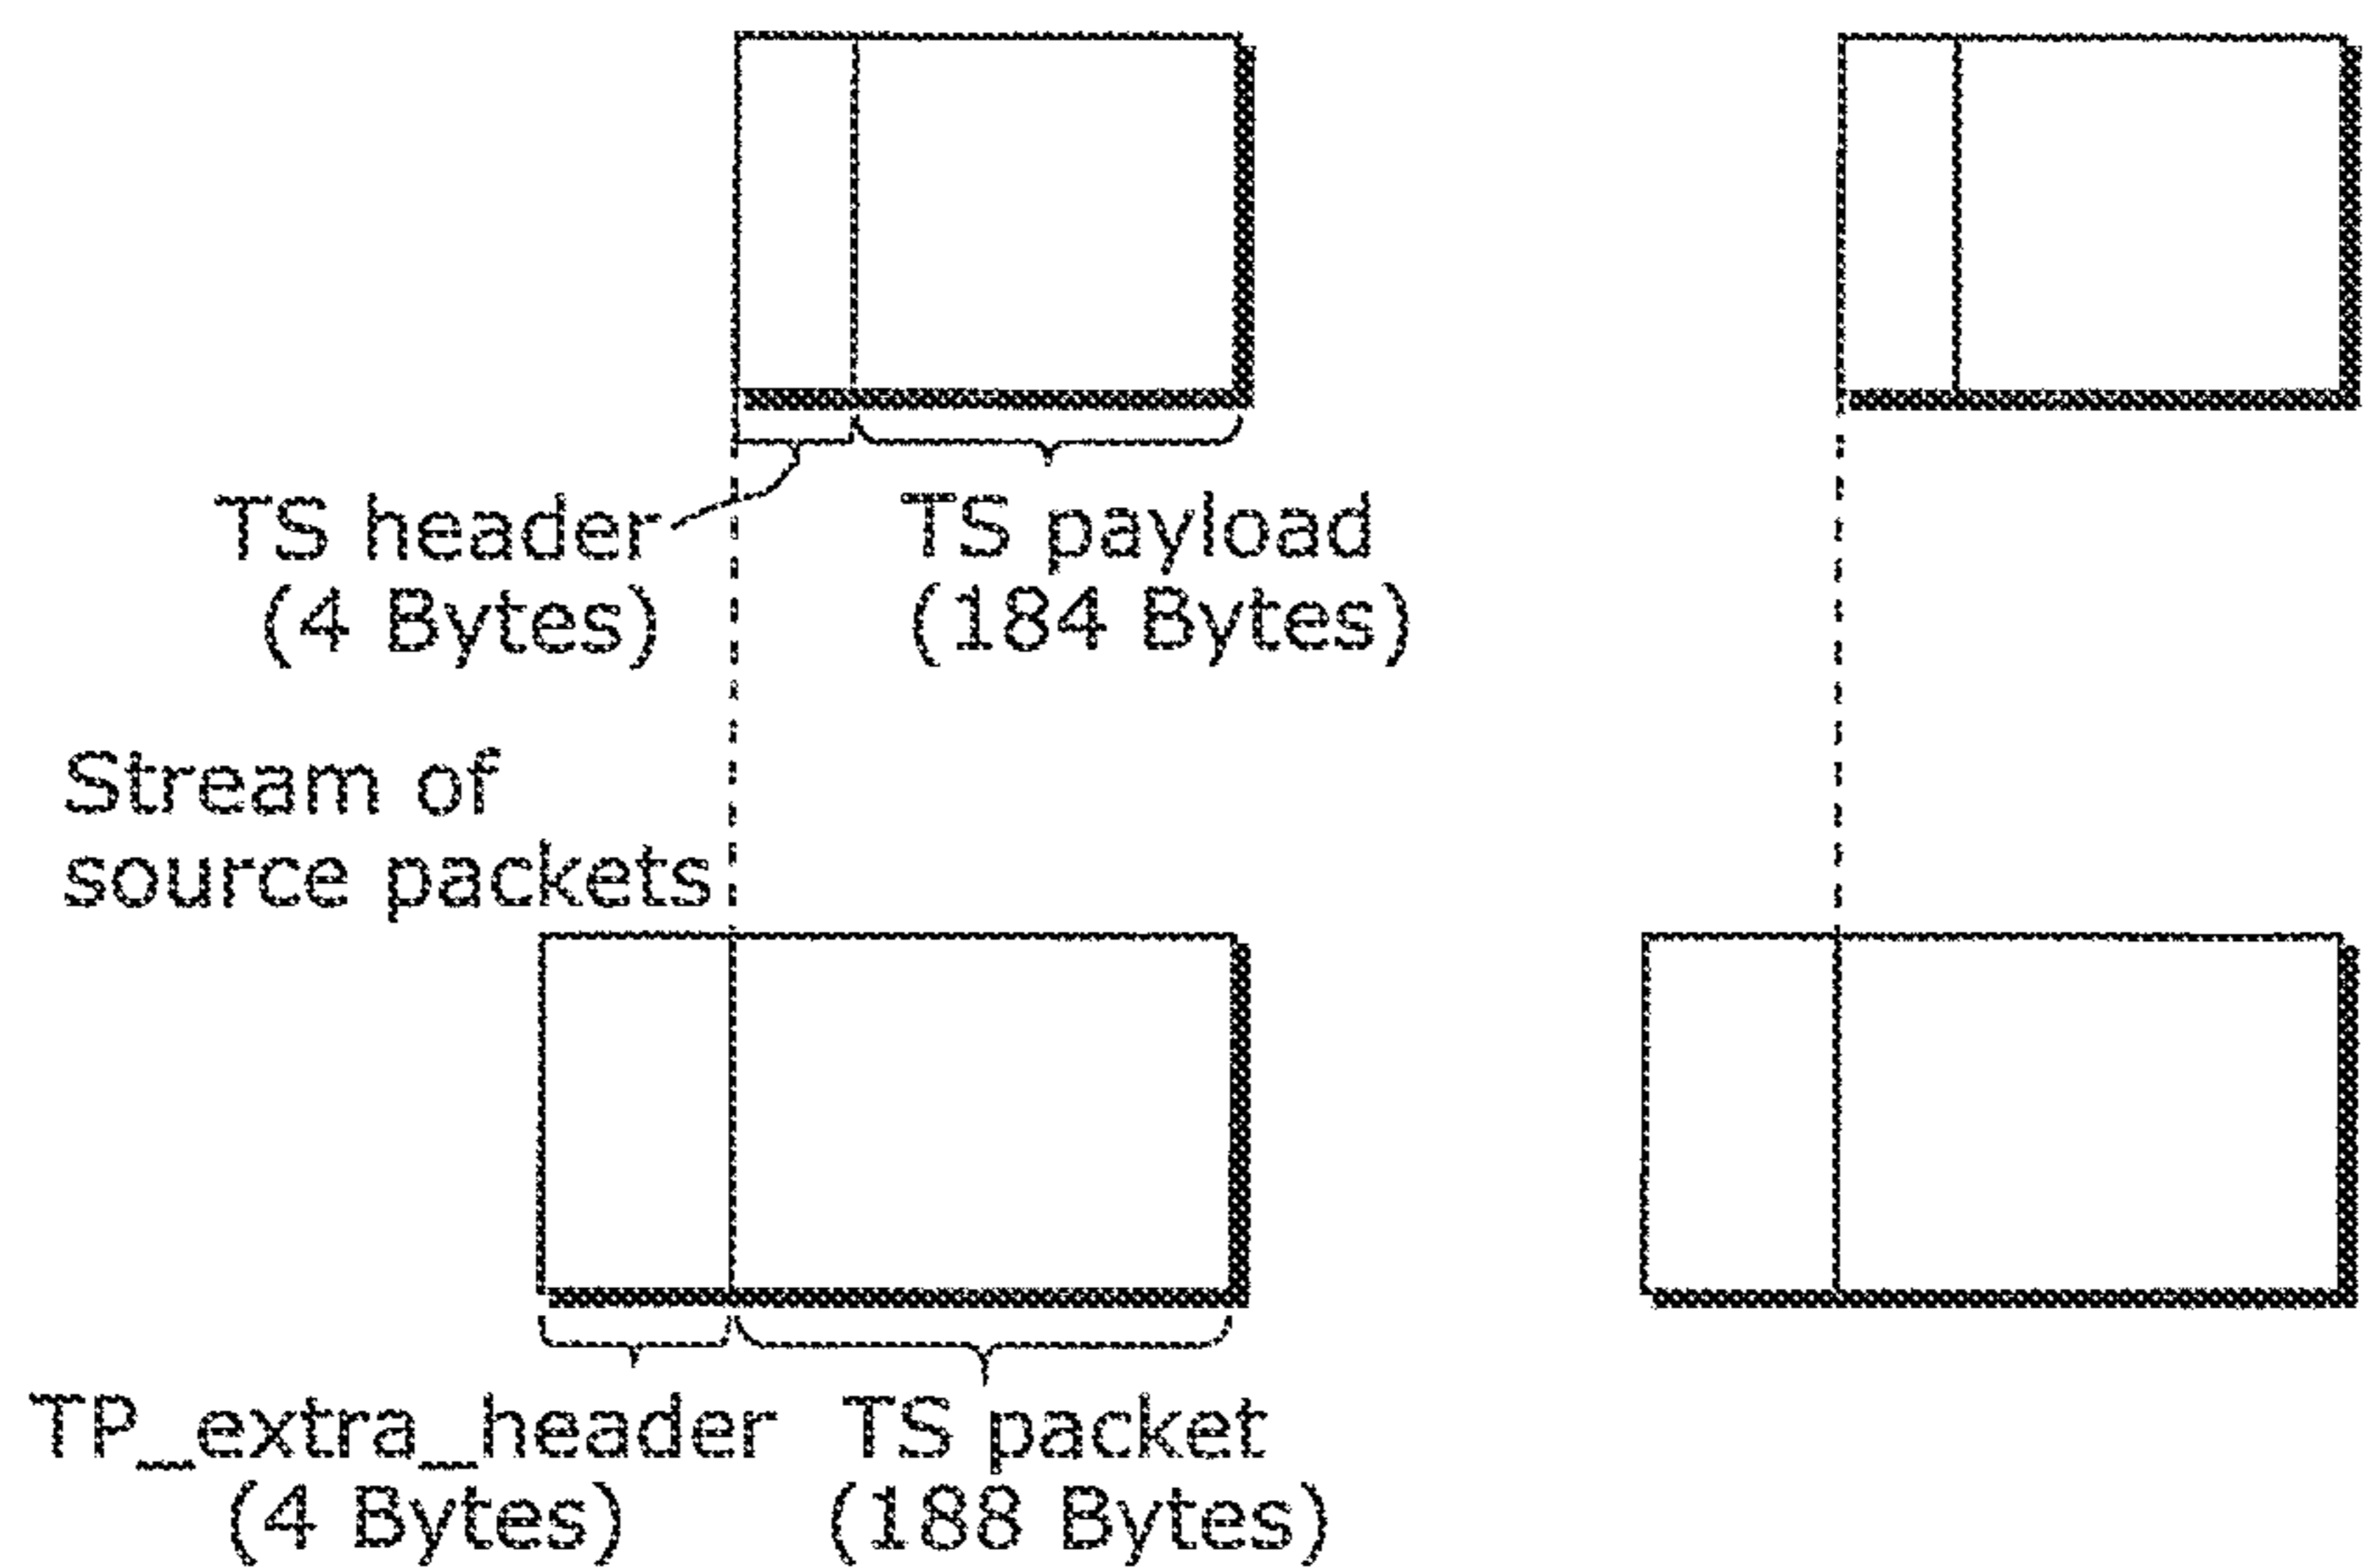 TS header
(4 Bytes)
TS payload
(184 Bytes)
Stream of
source packets
TP_extra_header
(4 Bytes)
TS packet
(188 Bytes)